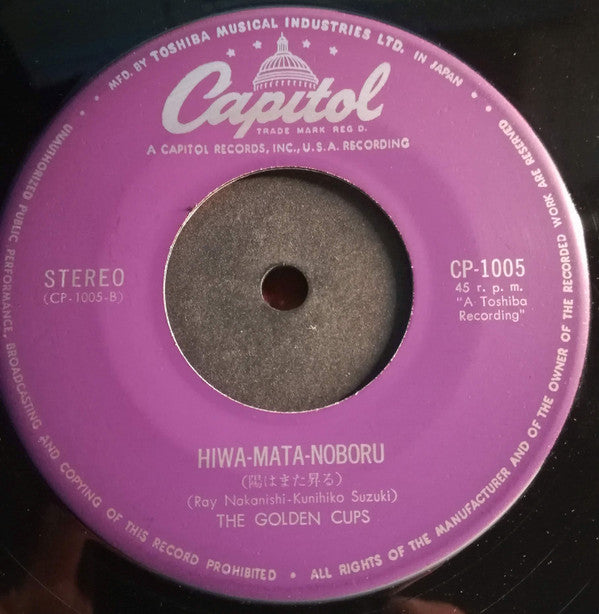 MFD. BY TOSHIBA MUSICAL INDUSTRIES LTD. IN JAPAN
Capitol
TRADE MARK REG D.
A CAPITOL RECORDS, INC., U.S.A. RECORDING
STEREO
(CP-1005-B)
CP-1005
45 r. p. m.
"A Toshiba
Recording"
HIWA-MATA-NOBORU
(陽はまた昇る)
(Ray Nakanishi-Kunihiko Suzuki)
THE GOLDEN CUPS
UNAUTHORIZED PUBLIC PERFORMANCE, BROADCASTING AND COPYING OF THIS RECORD PROHIBITED • ALL RIGHTS OF THE MANUFACTURER AND OF THE OWNER OF THE RECORDED WORK ARE RESERVED